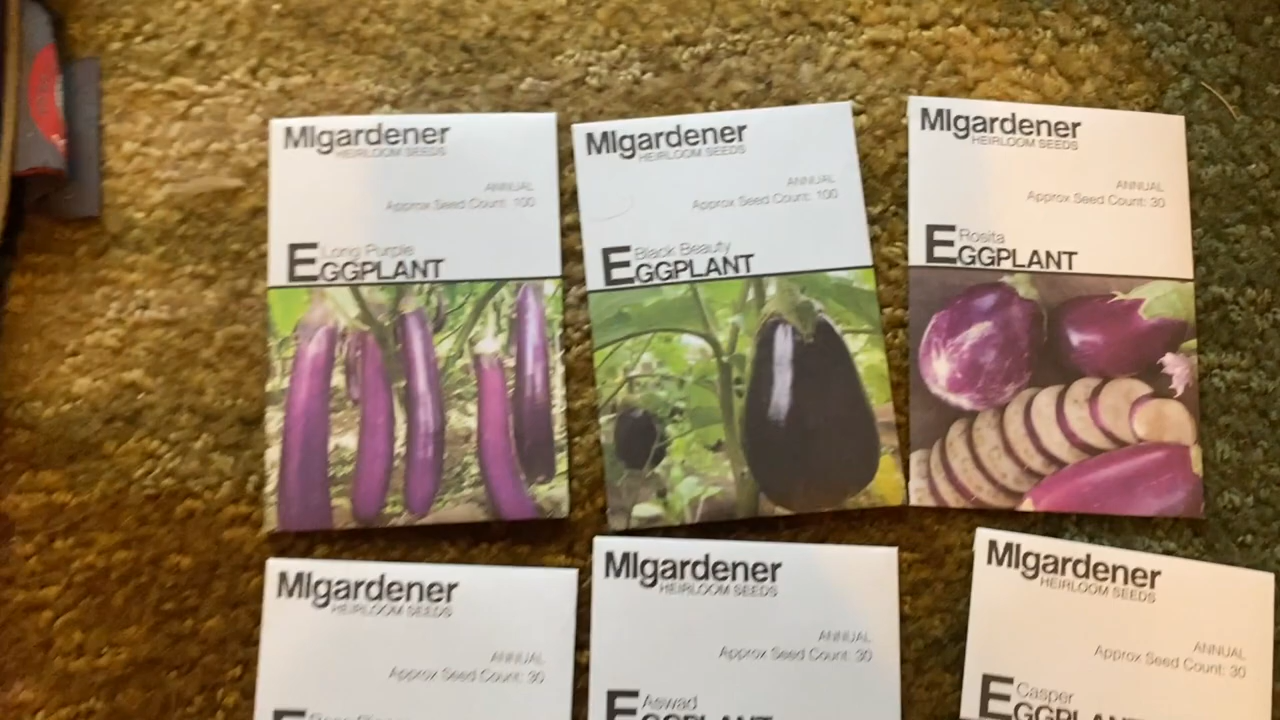 MIgardener
HEIRLOOM SEEDS
ANNUAL
Approx Seed Count: 100
Long Purple
EGGPLANT
MIgardener
HEIRLOOM SEEDS
ANNUAL
Approx Seed Count: 100
Black Beauty
EGGPLANT
MIgardener
HEIRLOOM SEEDS
ANNUAL
Approx Seed Count: 30
Rosita
EGGPLANT
MIgardener
HEIRLOOM SEEDS
ANNUAL
Approx Seed Count: 30
MIgardener
HEIRLOOM SEEDS
ANNUAL
Approx Seed Count: 30
Aswad
EGGPLANT
MIgardener
HEIRLOOM SEEDS
ANNUAL
Approx Seed Count: 30
Casper
EGGPLANT